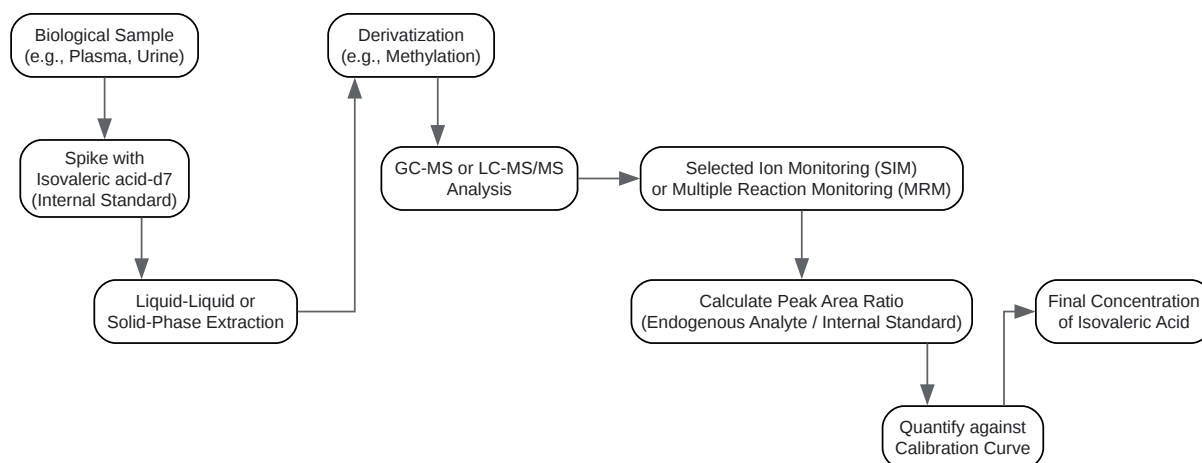 Biological Sample
(e.g., Plasma, Urine)
Spike with
Isovaleric acid-d7
(Internal Standard)
Liquid-Liquid or
Solid-Phase Extraction
Derivatization
(e.g., Methylation)
GC-MS or LC-MS/MS
Analysis
Selected Ion Monitoring (SIM)
or Multiple Reaction Monitoring (MRM)
Calculate Peak Area Ratio
(Endogenous Analyte / Internal Standard)
Quantify against
Calibration Curve
Final Concentration
of Isovaleric Acid